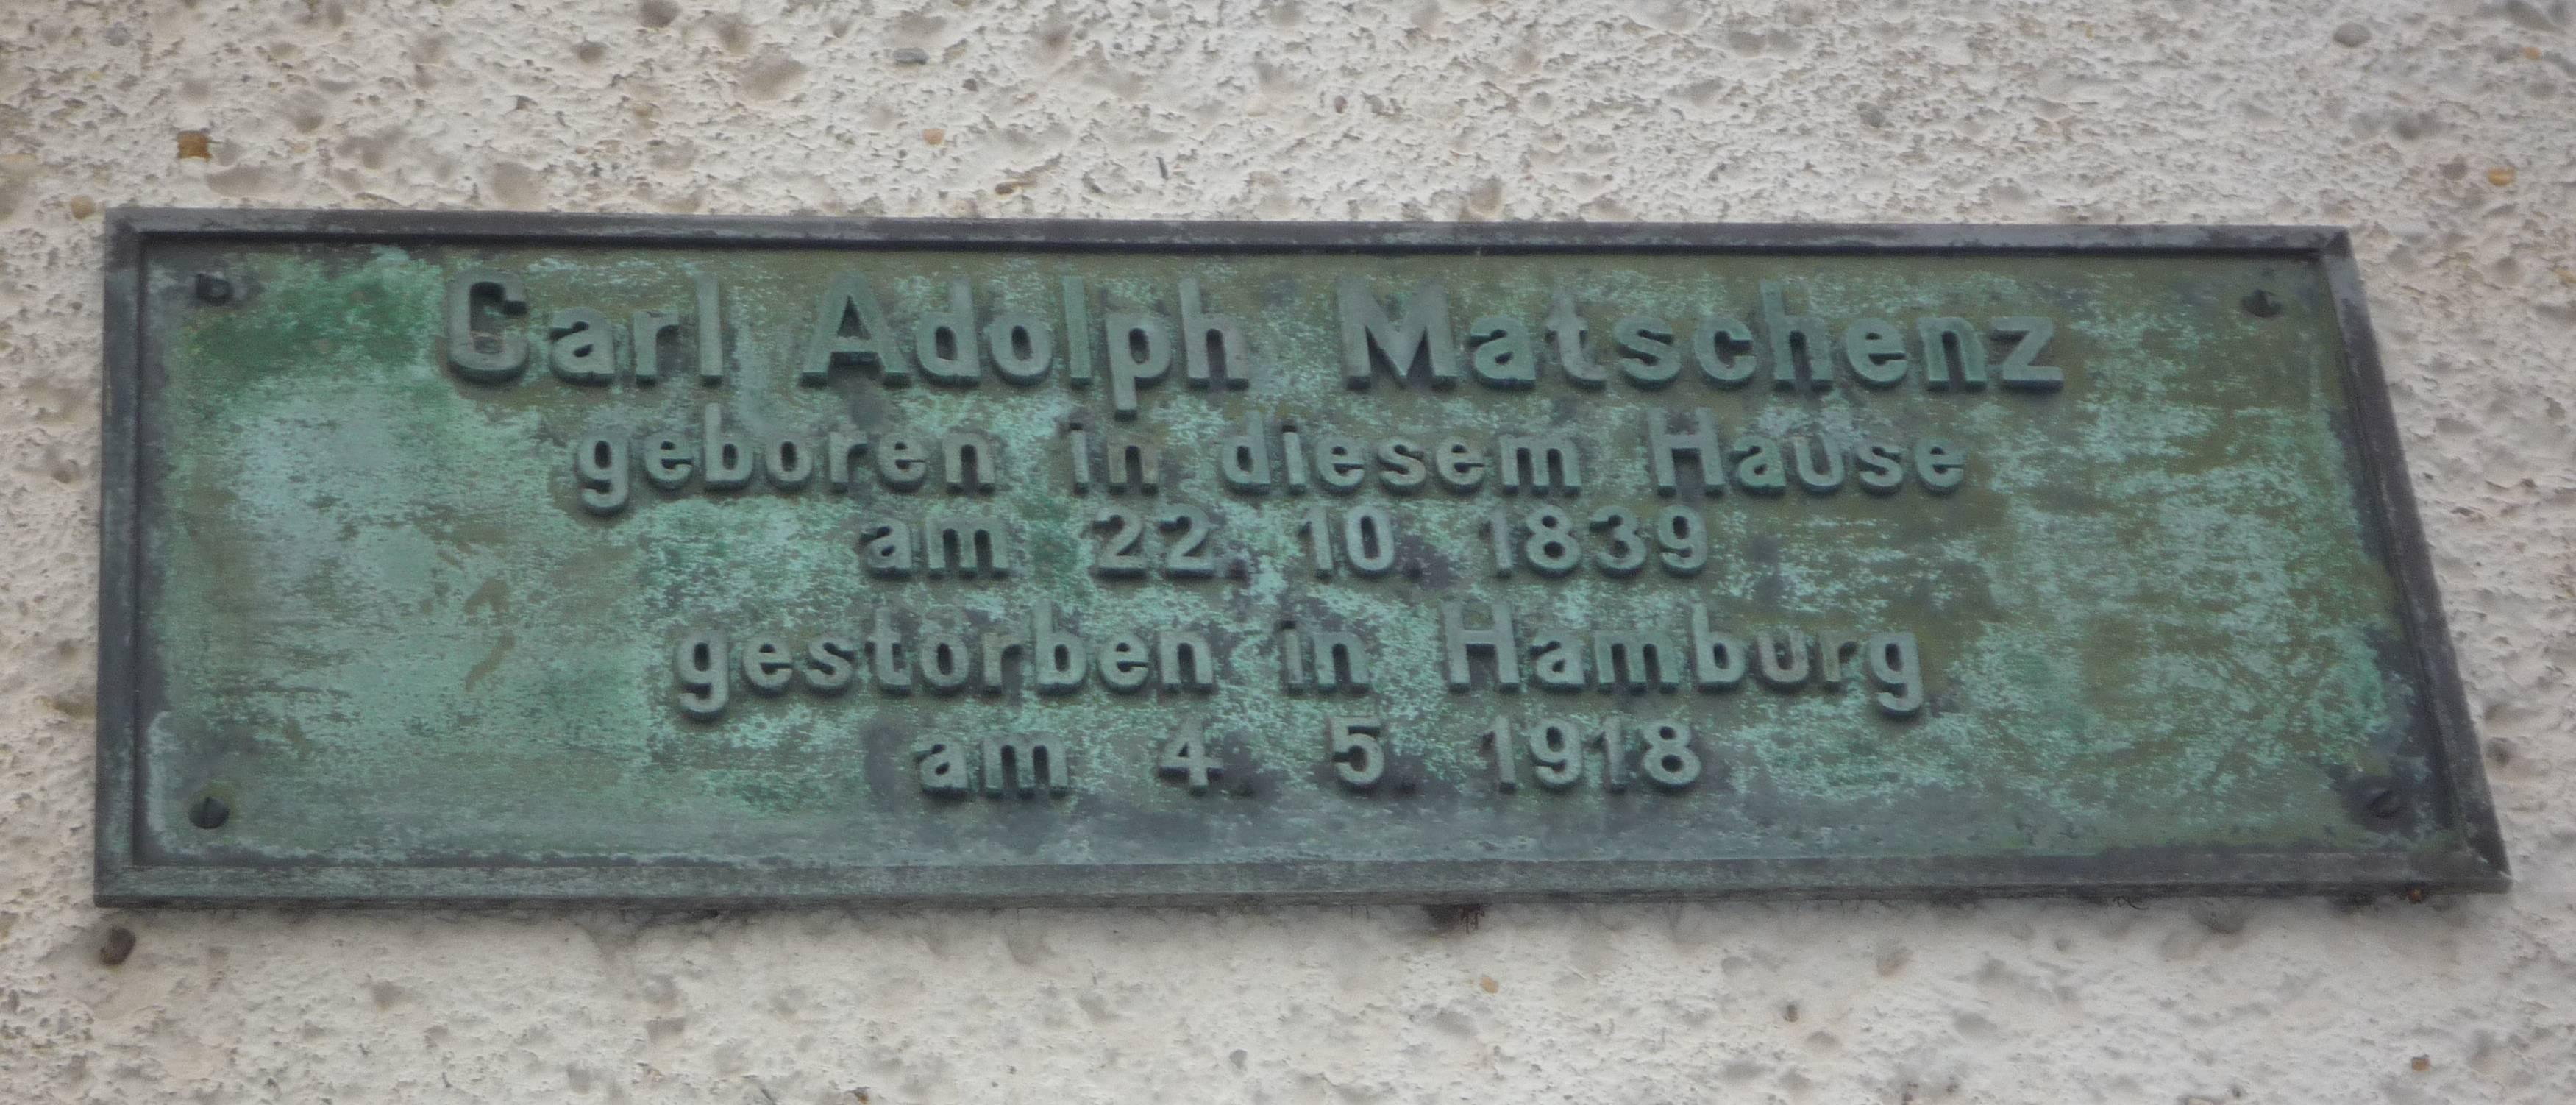 Carl Adolph Matschenz
geboren in diesem Hause
am 22. 10. 1839
gestorben in Hamburg
am 4. 5. 1918